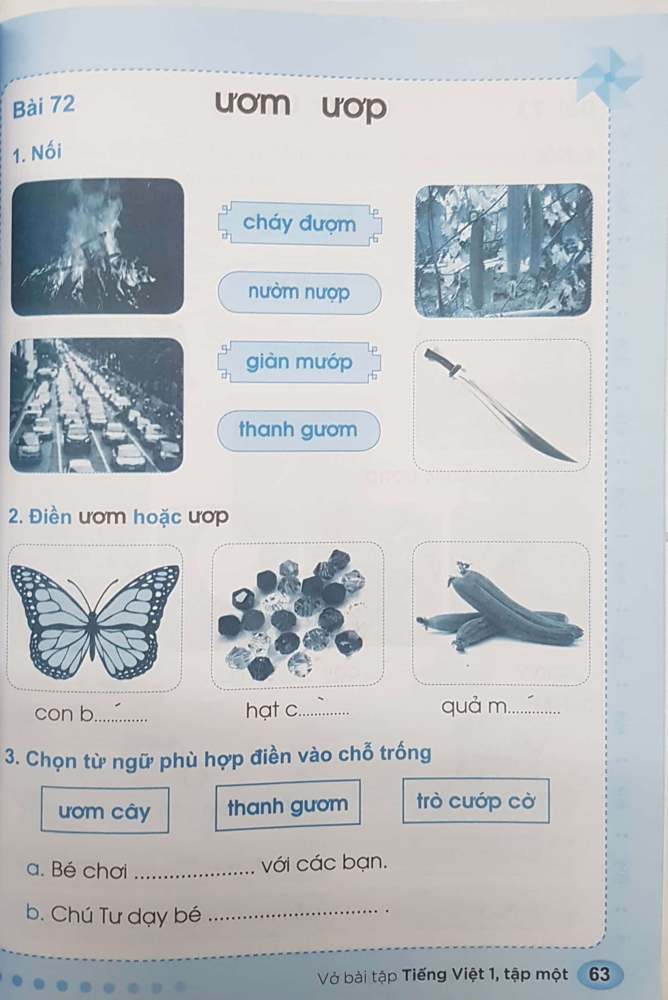 Bài 72
ươm ươp
1. Nối
cháy đượm
nườm nượp
giàn mướp
thanh gươm
2. Điền ươm hoặc ươp
con b.......́......
hạt c.......̀......
quả m.......́......
3. Chọn từ ngữ phù hợp điền vào chỗ trống
ươm cây
thanh gươm
trò cướp cờ
a. Bé chơi ..................... với các bạn.
b. Chú Tư dạy bé .............................. .
Vở bài tập Tiếng Việt 1, tập một 63